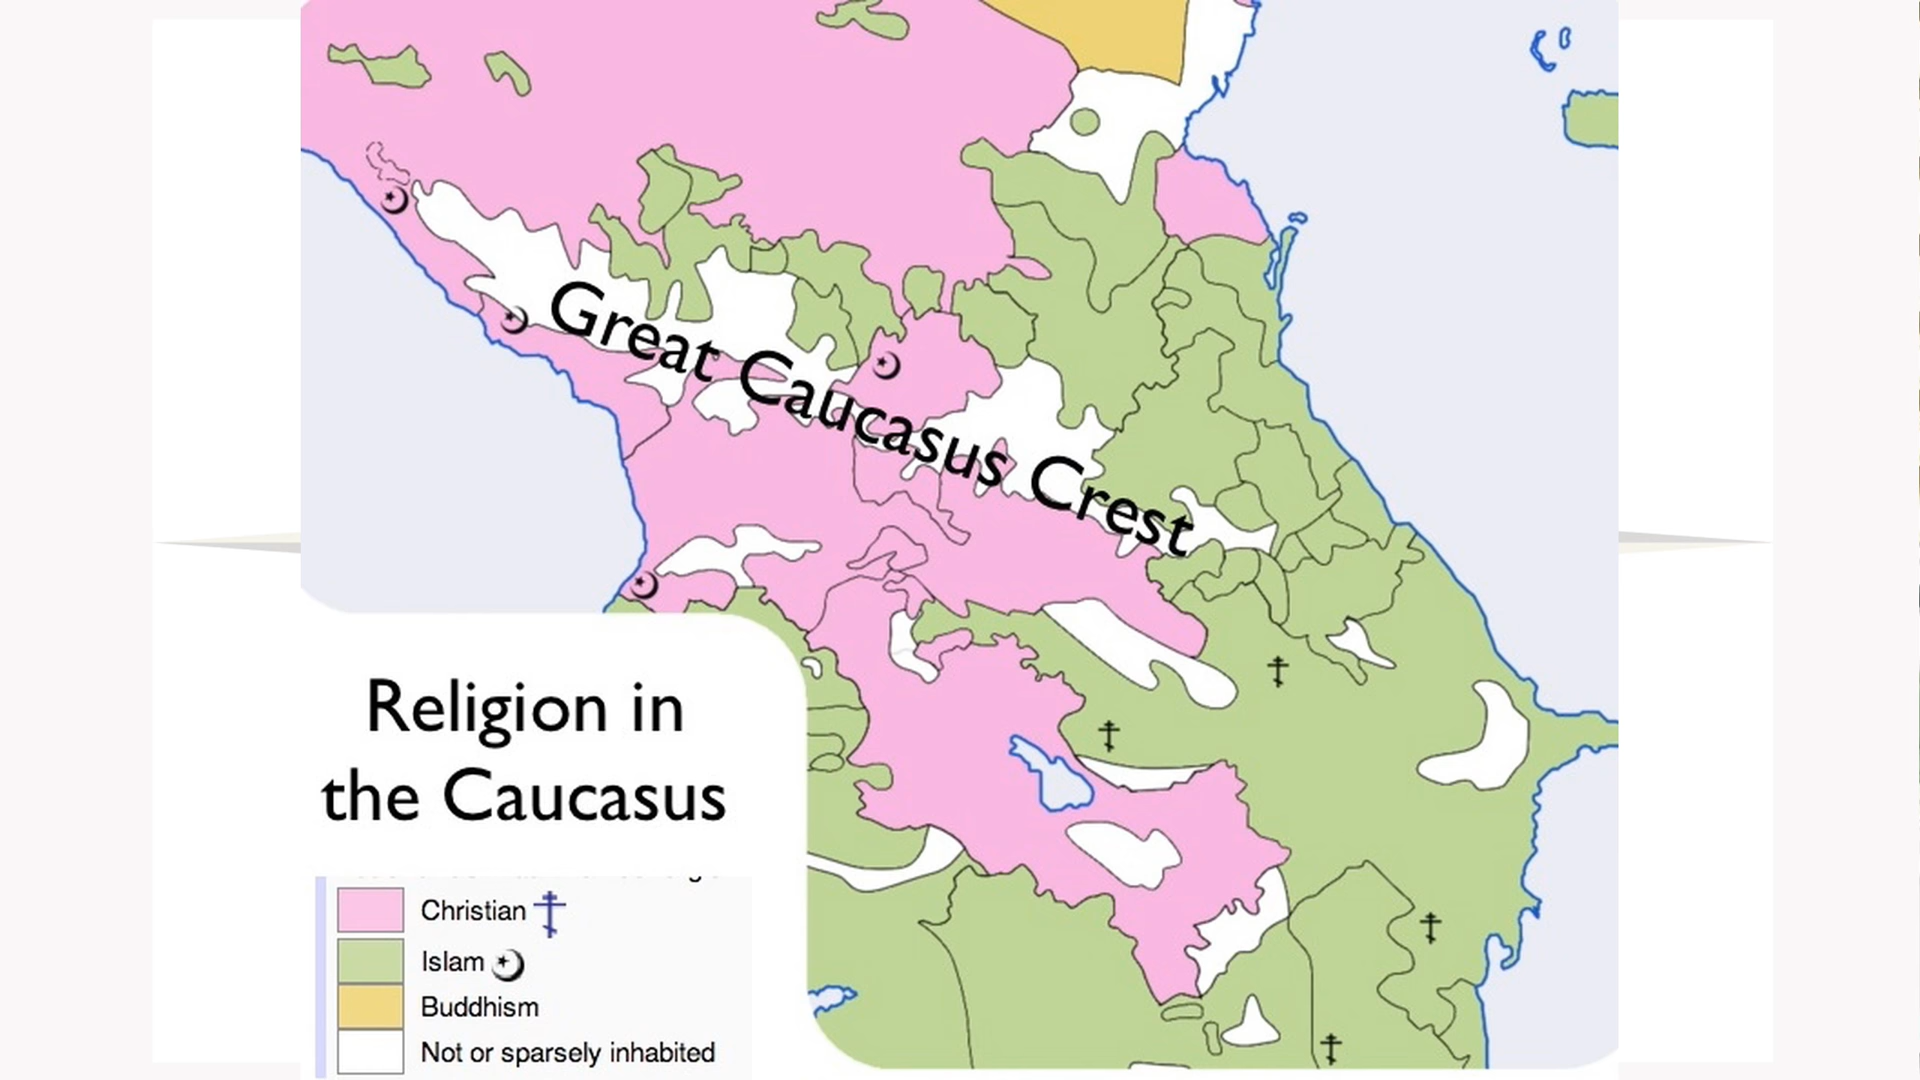 Great Caucasus Crest
Religion in
the Caucasus
Christian
Islam
Buddhism
Not or sparsely inhabited